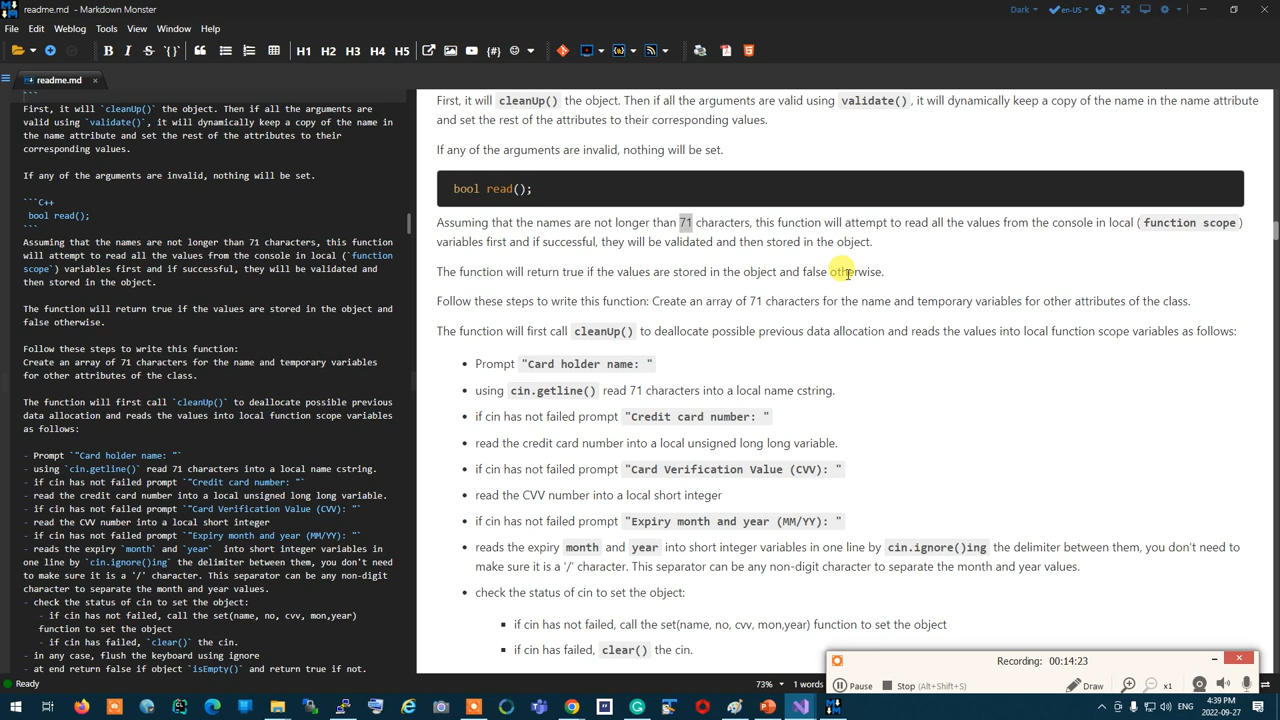 readme.md - Markdown Monster
Dark
en-US
File Edit Weblog Tools View Window Help
B I S H1 H2 H3 H4 H5
readme.md
```
First, it will `cleanUp()` the object. Then if all the arguments are
valid using `validate()`, it will dynamically keep a copy of the name in
the name attribute and set the rest of the attributes to their
corresponding values.
If any of the arguments are invalid, nothing will be set.
```C++
bool read();
```
Assuming that the names are not longer than 71 characters, this function
will attempt to read all the values from the console in local (`function
scope`) variables first and if successful, they will be validated and
then stored in the object.
The function will return true if the values are stored in the object and
false otherwise.
Follow these steps to write this function:
Create an array of 71 characters for the name and temporary variables
for other attributes of the class.
The function will first call `cleanUp()` to deallocate possible previous
data allocation and reads the values into local function scope variables
as follows:
- Prompt `"Card holder name: "`
- using `cin.getline()` read 71 characters into a local name cstring.
- if cin has not failed prompt `"Credit card number: "`
- read the credit card number into a local unsigned long long variable.
- if cin has not failed prompt `"Card Verification Value (CVV): "`
- read the CVV number into a local short integer
- if cin has not failed prompt `"Expiry month and year (MM/YY): "`
- reads the expiry `month` and `year`  into short integer variables in
one line by `cin.ignore()ing` the delimiter between them, you don't need
to make sure it is a '/' character. This separator can be any non-digit
character to separate the month and year values.
- check the status of cin to set the object:
- if cin has not failed, call the set(name, no, cvv, mon,year)
function to set the object
- if cin has failed, `clear()` the cin.
- in any case, flush the keyboard using ignore
- at end return false if object `isEmpty()` and return true if not.
First, it will cleanUp() the object. Then if all the arguments are valid using validate(), it will dynamically keep a copy of the name in the name attribute
and set the rest of the attributes to their corresponding values.
If any of the arguments are invalid, nothing will be set.
bool read();
Assuming that the names are not longer than 71 characters, this function will attempt to read all the values from the console in local (function scope)
variables first and if successful, they will be validated and then stored in the object.
The function will return true if the values are stored in the object and false otherwise.
Follow these steps to write this function: Create an array of 71 characters for the name and temporary variables for other attributes of the class.
The function will first call cleanUp() to deallocate possible previous data allocation and reads the values into local function scope variables as follows:
• Prompt "Card holder name: "
• using cin.getline() read 71 characters into a local name cstring.
• if cin has not failed prompt "Credit card number: "
• read the credit card number into a local unsigned long long variable.
• if cin has not failed prompt "Card Verification Value (CVV): "
• read the CVV number into a local short integer
• if cin has not failed prompt "Expiry month and year (MM/YY): "
• reads the expiry month and year into short integer variables in one line by cin.ignore()ing the delimiter between them, you don't need to
make sure it is a '/' character. This separator can be any non-digit character to separate the month and year values.
• check the status of cin to set the object:
▪ if cin has not failed, call the set(name, no, cvv, mon,year) function to set the object
▪ if cin has failed, clear() the cin.
Recording: 00:14:23
Pause Stop (Alt+Shift+S) Draw x1
Ready 73% 1 words
4:39 PM
2022-09-27